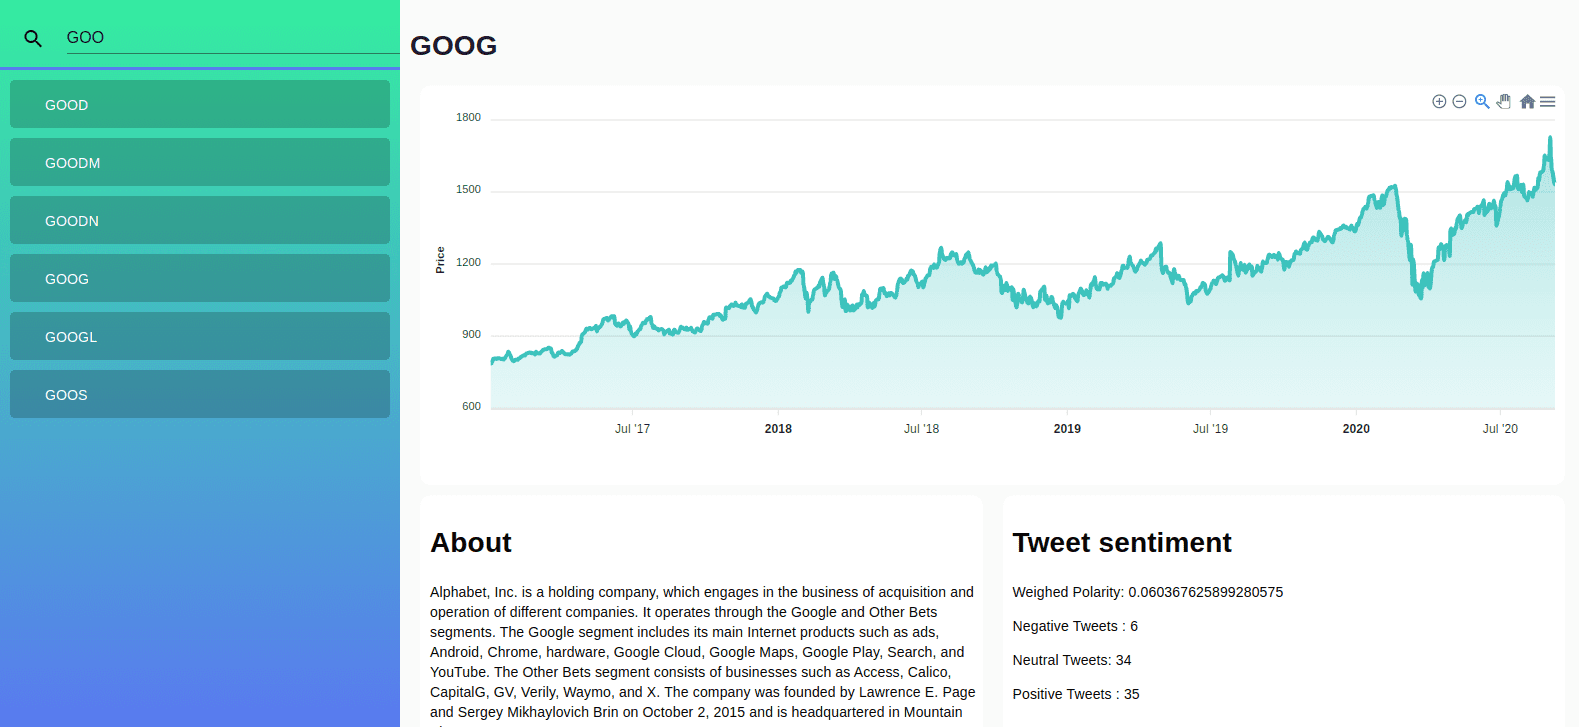 GOO
GOOD
GOODM
GOODN
GOOG
GOOGL
GOOS
GOOG
1800
1500
1200
900
600
Price
Jul '17
2018
Jul '18
2019
Jul '19
2020
Jul '20
About
Alphabet, Inc. is a holding company, which engages in the business of acquisition and
operation of different companies. It operates through the Google and Other Bets
segments. The Google segment includes its main Internet products such as ads,
Android, Chrome, hardware, Google Cloud, Google Maps, Google Play, Search, and
YouTube. The Other Bets segment consists of businesses such as Access, Calico,
CapitalG, GV, Verily, Waymo, and X. The company was founded by Lawrence E. Page
and Sergey Mikhaylovich Brin on October 2, 2015 and is headquartered in Mountain
Tweet sentiment
Weighed Polarity: 0.060367625899280575
Negative Tweets : 6
Neutral Tweets: 34
Positive Tweets : 35